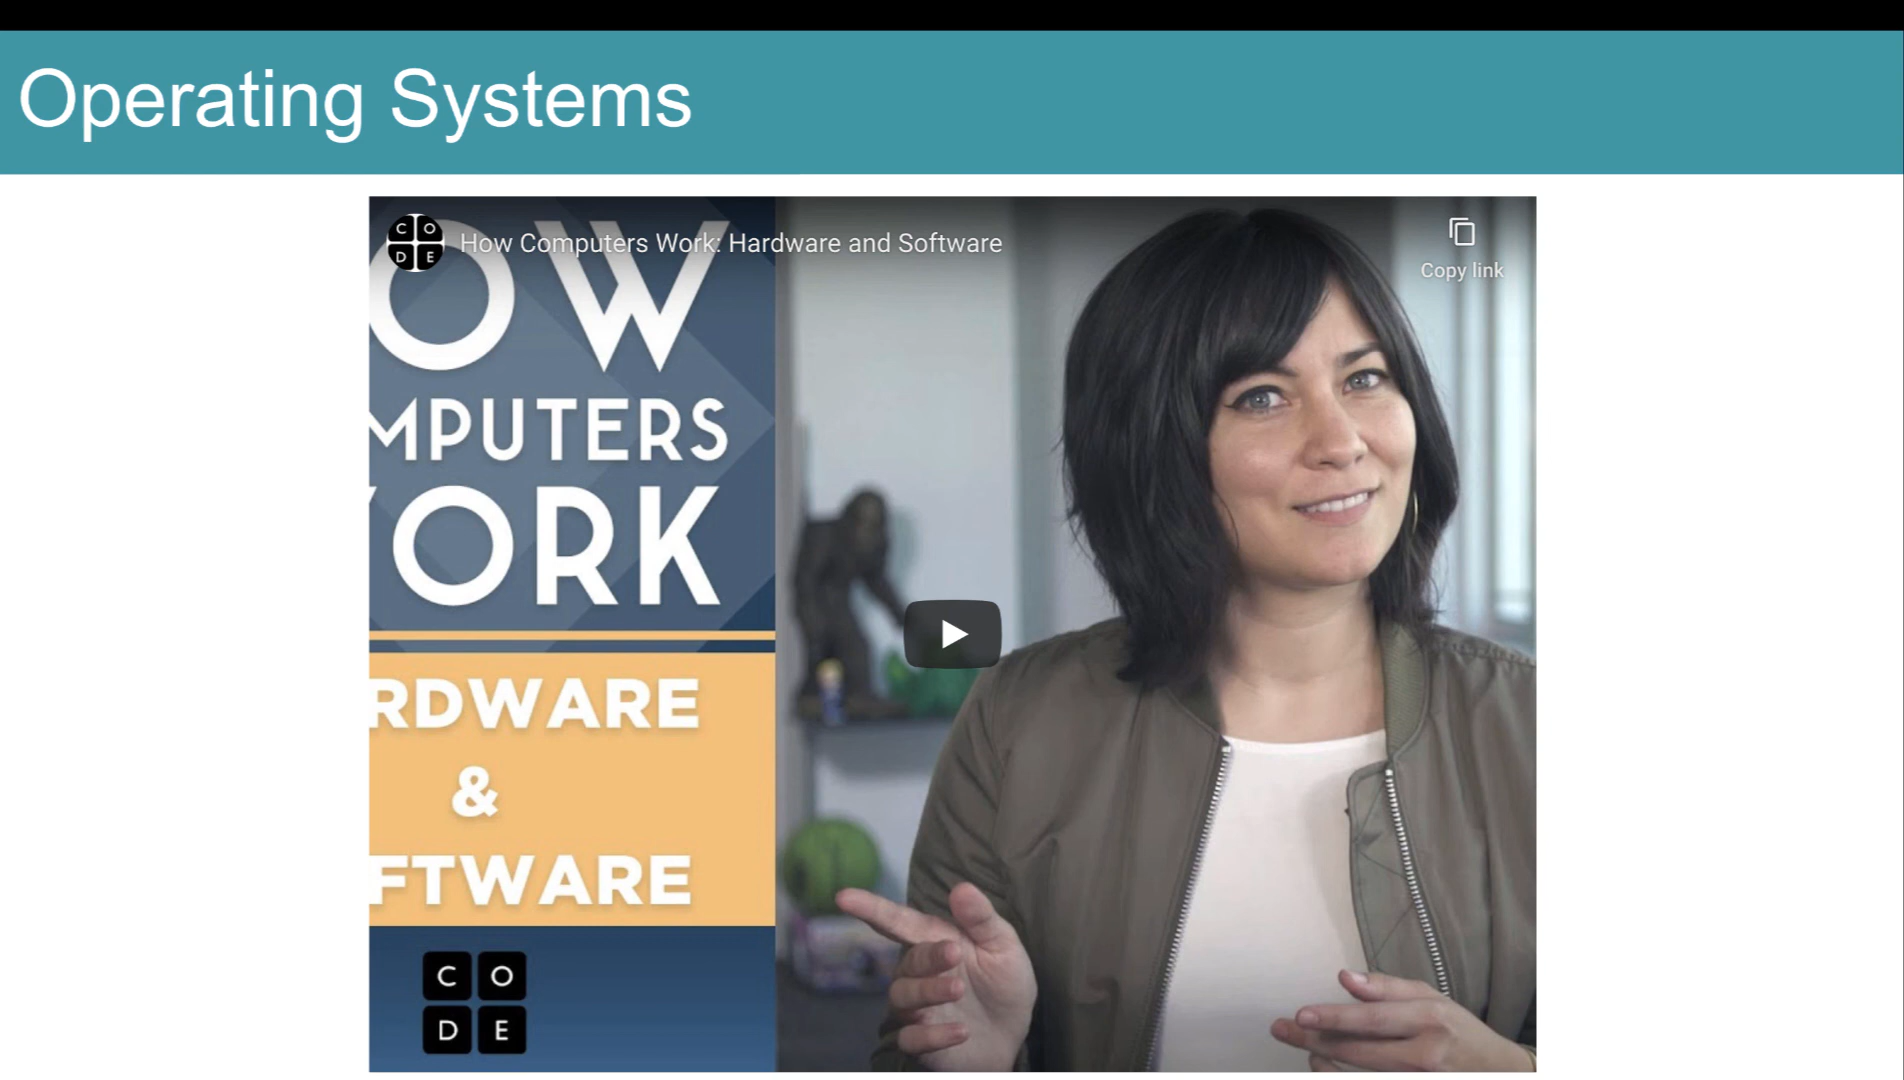 Operating Systems
C O
D E
How Computers Work: Hardware and Software
Copy link
OW
MPUTERS
ORK
RDWARE
&
FTWARE
C O
D E